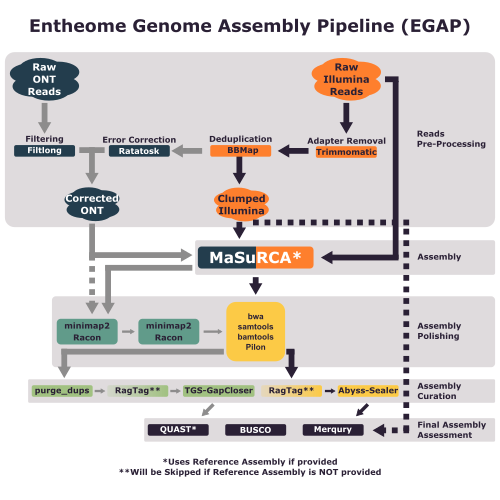 Entheome Genome Assembly Pipeline (EGAP)
Raw
ONT
Reads
Raw
Illumina
Reads
Reads
Pre-Processing
Filtering
Filtlong
Error Correction
Ratatosk
Deduplication
BBMap
Adapter Removal
Trimmomatic
Corrected
ONT
Clumped
Illumina
MaSuRCA*
Assembly
minimap2
Racon
minimap2
Racon
bwa
samtools
bamtools
Pilon
Assembly
Polishing
purge_dups
RagTag**
TGS-GapCloser
RagTag**
Abyss-Sealer
Assembly
Curation
QUAST*
BUSCO
Merqury
Final Assembly
Assessment
*Uses Reference Assembly if provided
**Will be Skipped if Reference Assembly is NOT provided